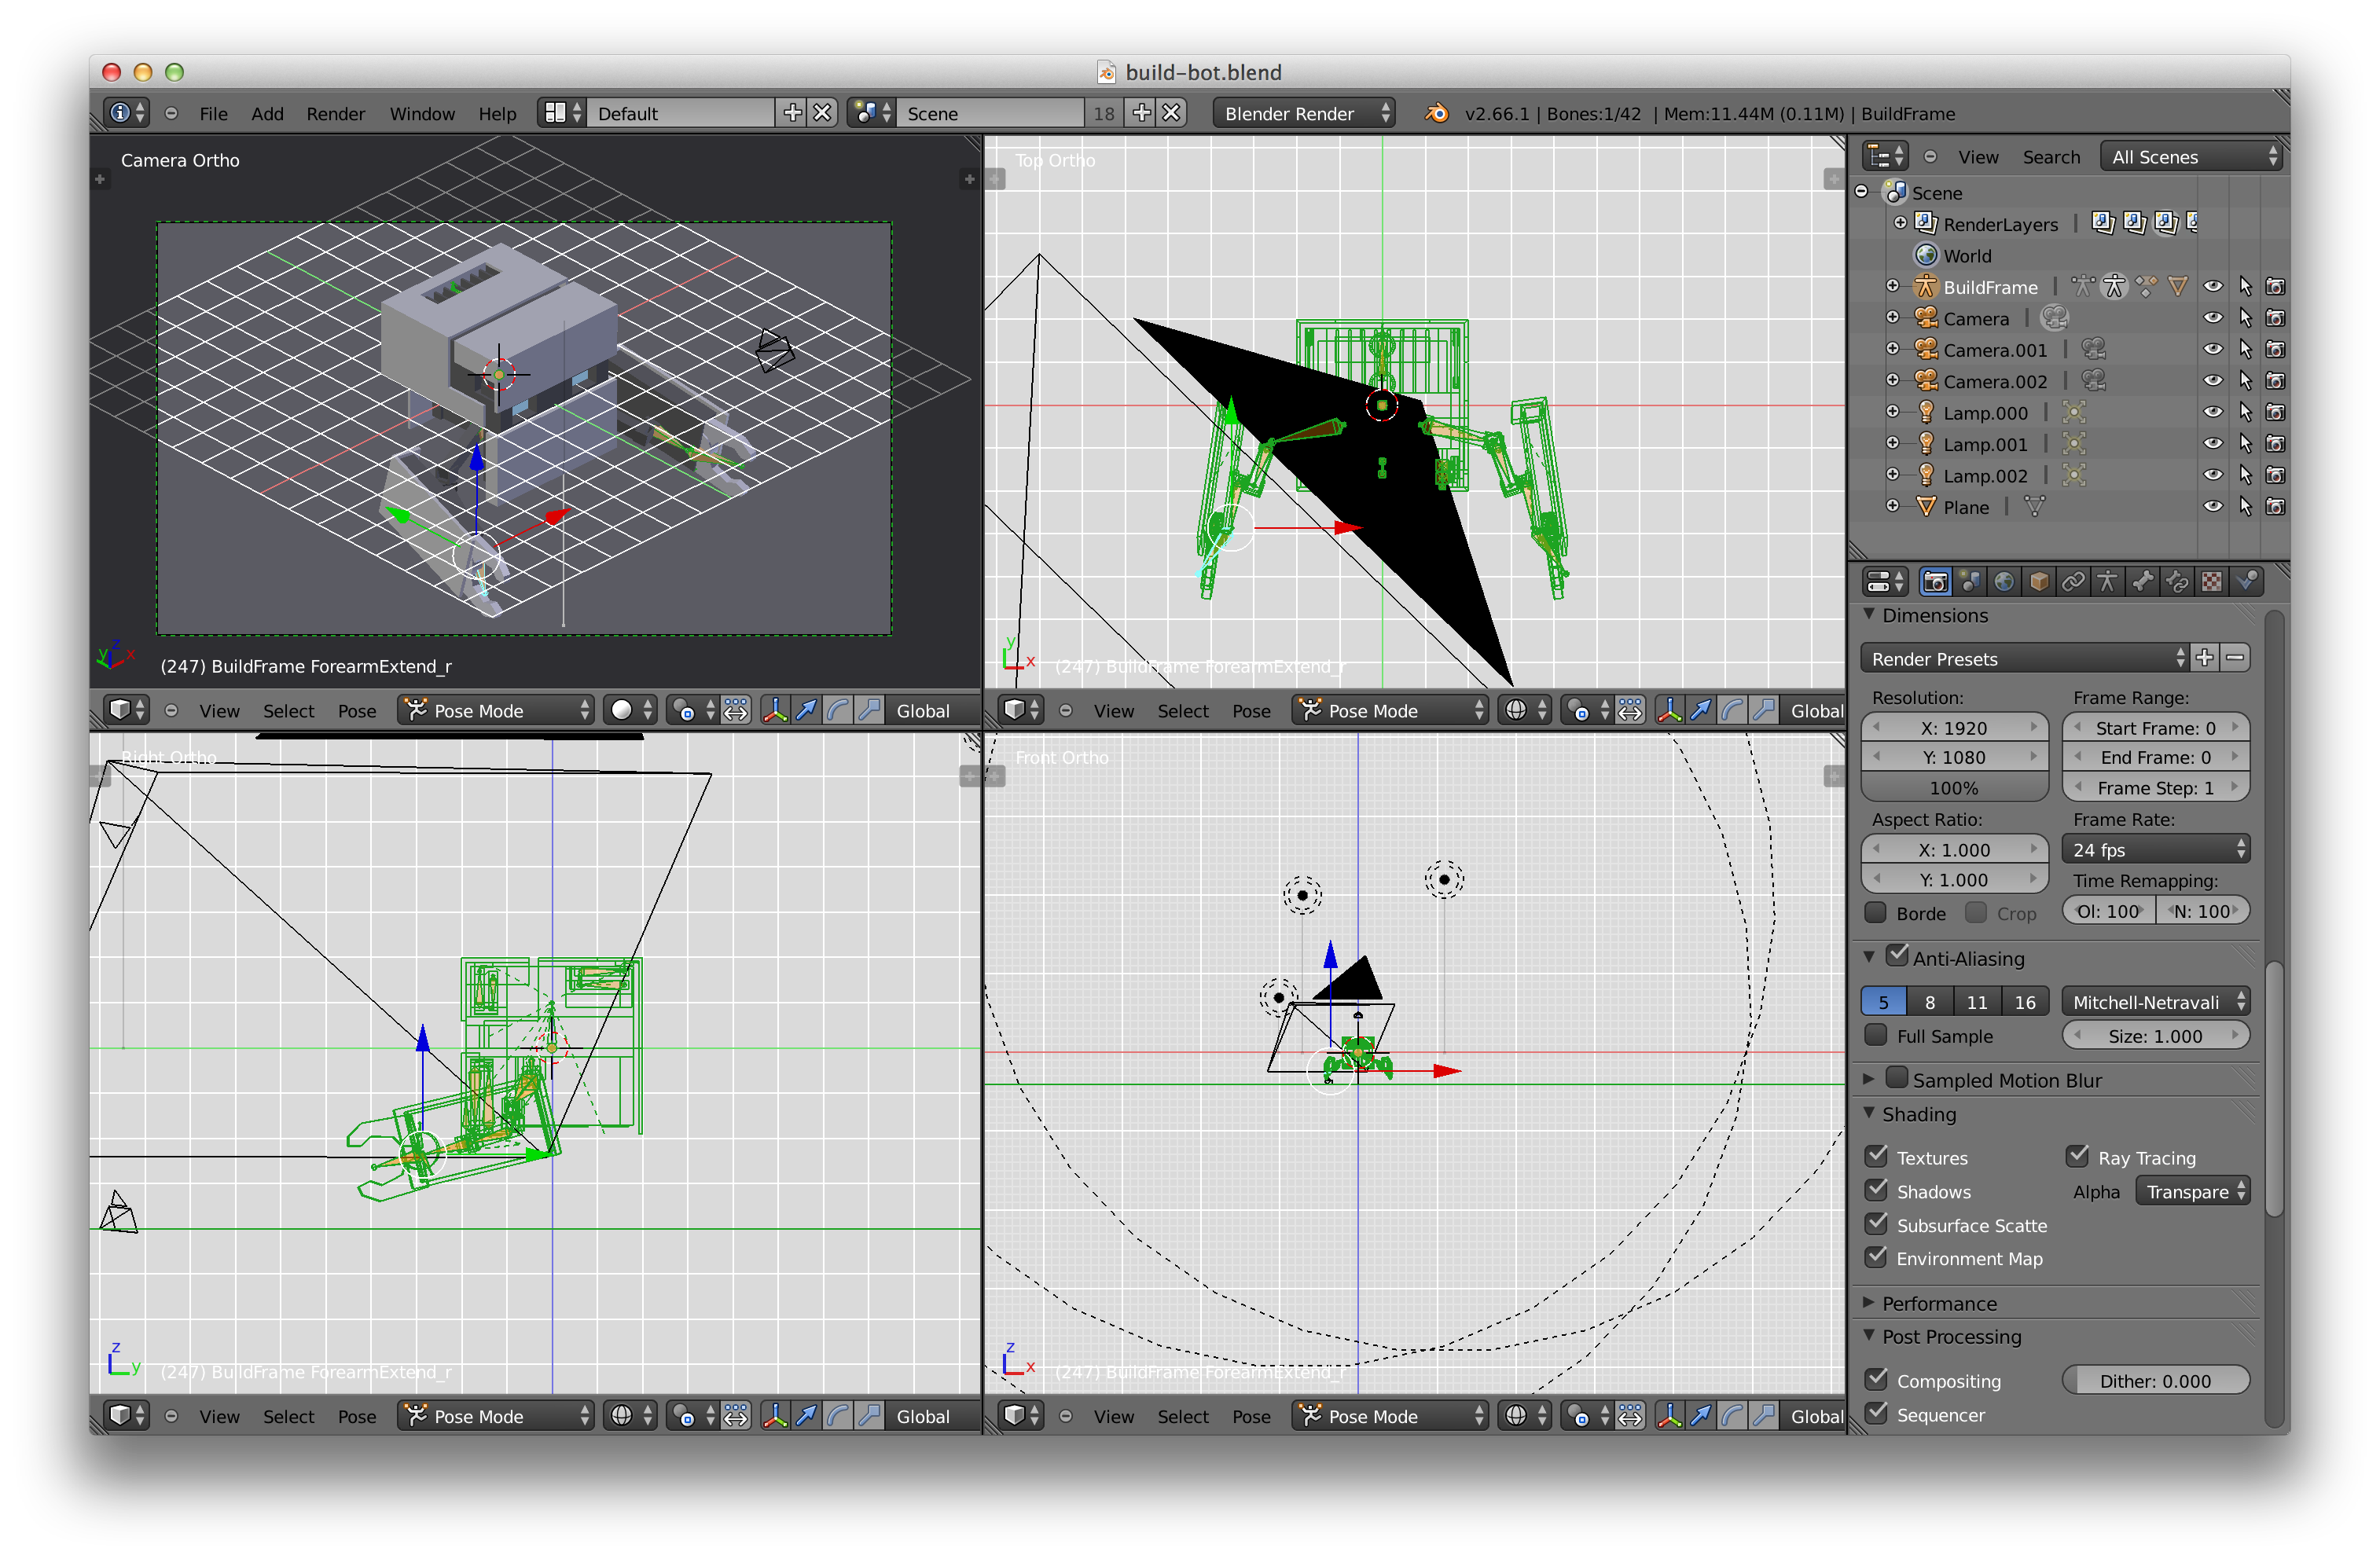 build-bot.blend
File Add Render Window Help Default Scene 18 Blender Render v2.66.1 | Bones:1/42 | Mem:11.44M (0.11M) | BuildFrame
Camera Ortho
z
y x
(247) BuildFrame ForearmExtend_r
View Select Pose Pose Mode Global
Top Ortho
y
x
(247) BuildFrame ForearmExtend_r
View Select Pose Pose Mode Global
Right Ortho
z
y
(247) BuildFrame ForearmExtend_r
View Select Pose Pose Mode Global
Front Ortho
z
x
(247) BuildFrame ForearmExtend_r
View Select Pose Pose Mode Global
View Search All Scenes
Scene
RenderLayers |
World
BuildFrame |
Camera |
Camera.001 |
Camera.002 |
Lamp.000 |
Lamp.001 |
Lamp.002 |
Plane |
Dimensions
Render Presets
Resolution: Frame Range:
X: 1920 Start Frame: 0
Y: 1080 End Frame: 0
100% Frame Step: 1
Aspect Ratio: Frame Rate:
X: 1.000 24 fps
Y: 1.000 Time Remapping:
Borde Crop Ol: 100 N: 100
Anti-Aliasing
5 8 11 16 Mitchell-Netravali
Full Sample Size: 1.000
Sampled Motion Blur
Shading
Textures Ray Tracing
Shadows Alpha Transpare
Subsurface Scatte
Environment Map
Performance
Post Processing
Compositing Dither: 0.000
Sequencer